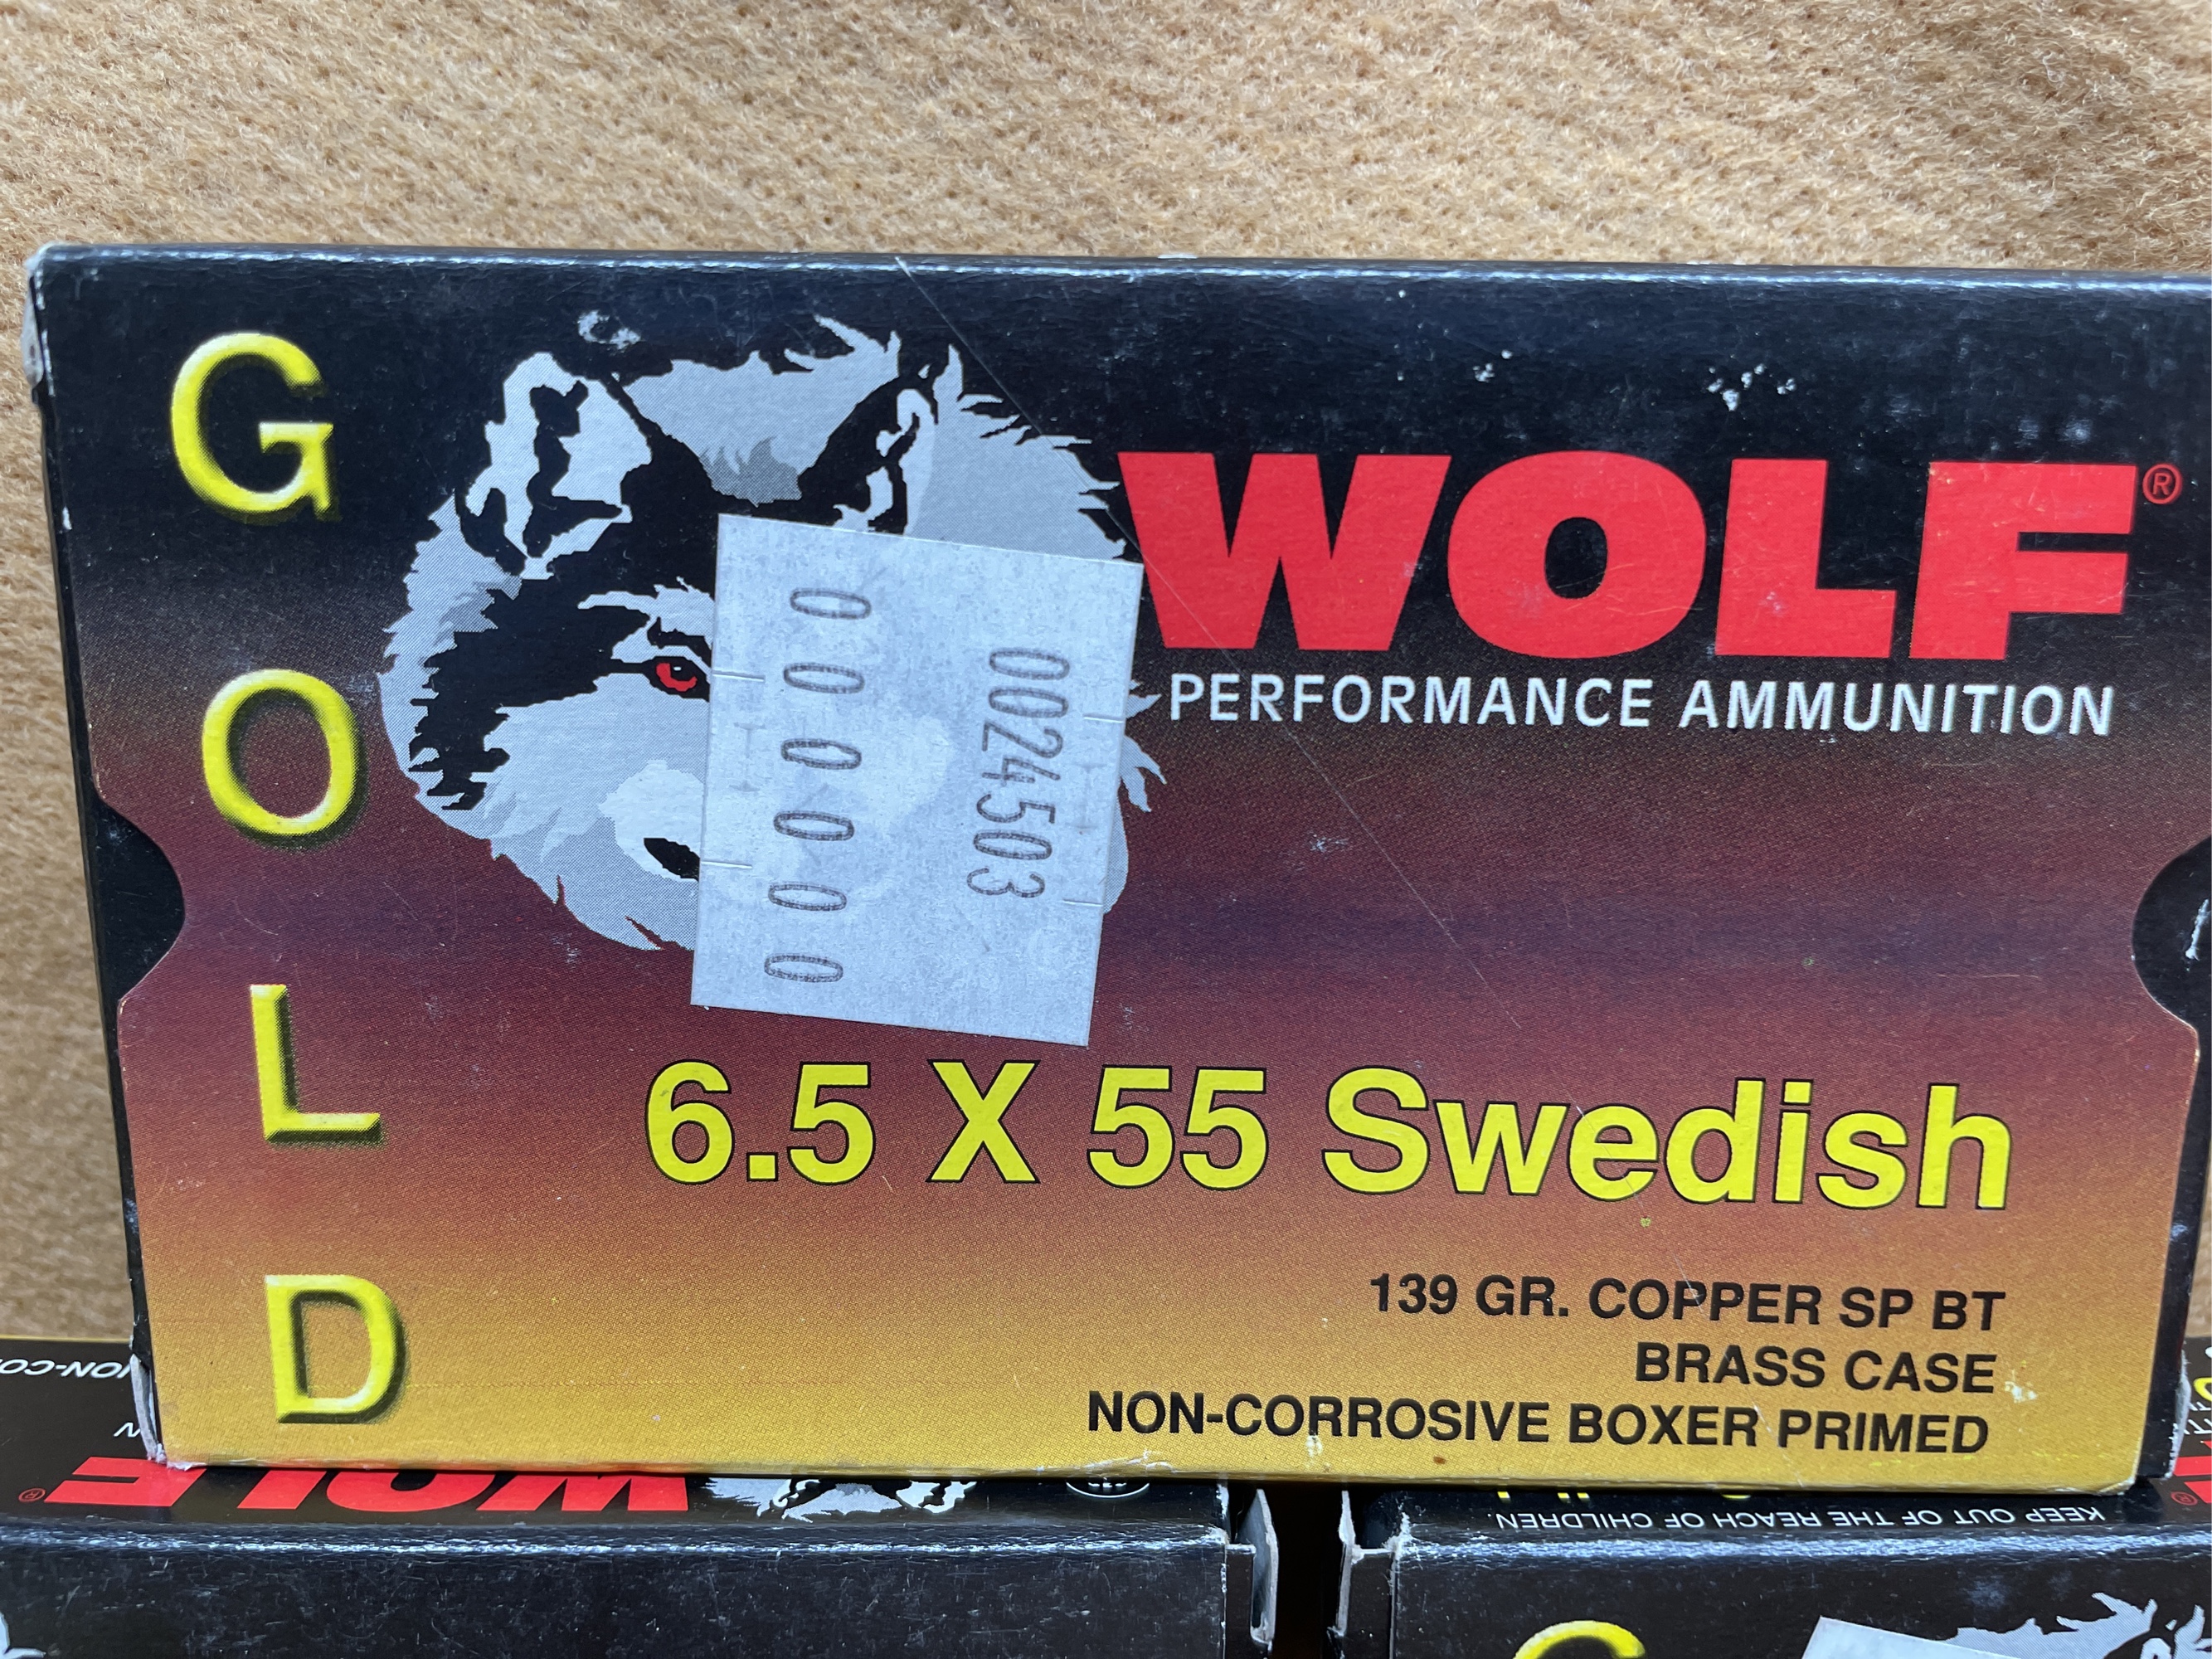 GOLD
WOLF®
PERFORMANCE AMMUNITION
000000
0024503
6.5 X 55 Swedish
139 GR. COPPER SP BT
BRASS CASE
NON-CORROSIVE BOXER PRIMED
WOLF®
KEEP OUT OF THE REACH OF CHILDREN.